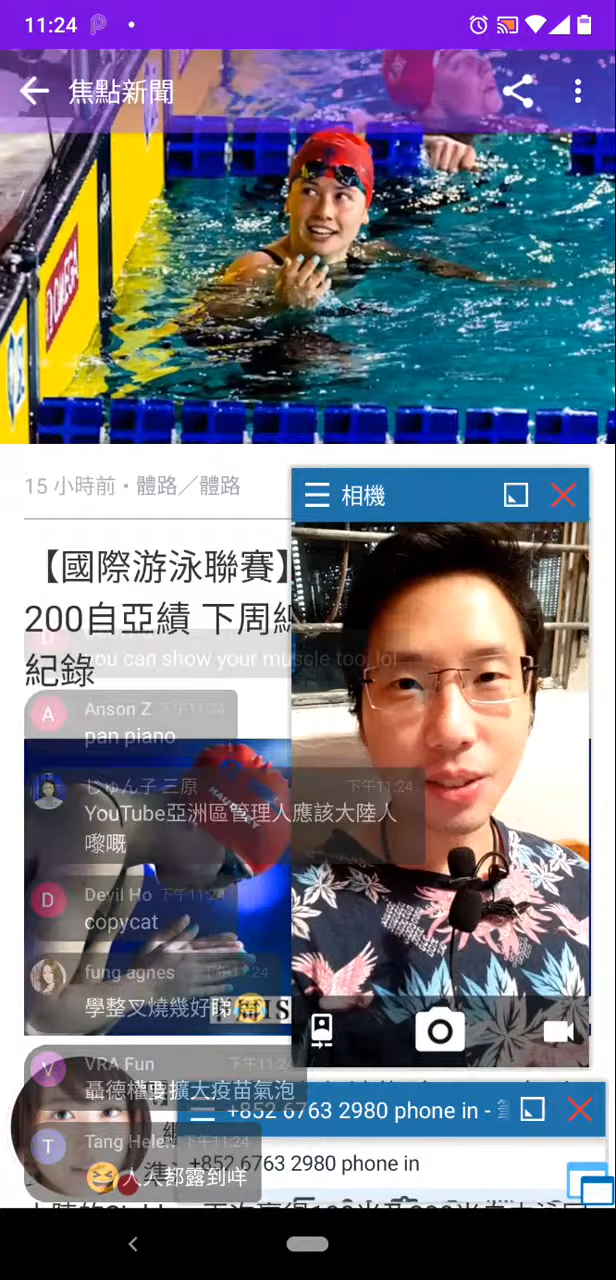 11:24
焦點新聞
OMEGA
15 小時前・體路／體路
相機
【國際游泳聯賽】
200自亞績 下周
紀錄
you can show your muscle too, lol
Anson Z 下午11:24
pan piano
じゅん子 三原 下午11:24
YouTube亞洲區管理人應該大陸人
嚟嘅
HAUGHEY
Devil Ho 下午11:24
copycat
fung agnes 下午11:24
學整叉燒幾好睇😂
IS
VRA Fun 下午11:24
聶德權要擴大疫苗氣泡
+852 6763 2980 phone in -
Tang Helen 下午11:24
😆人人都露到咩
+852 6763 2980 phone in